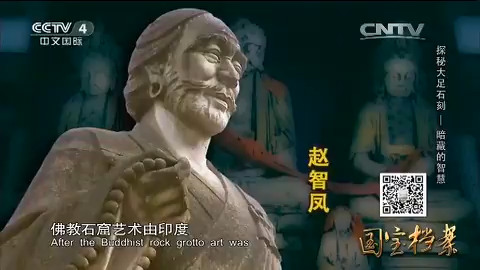 CCTV 4
中文国际
CNTV
探秘大足石刻—暗藏的智慧
赵智凤
国宝档案
佛教石窟艺术由印度
After the Buddhist rock grotto art was